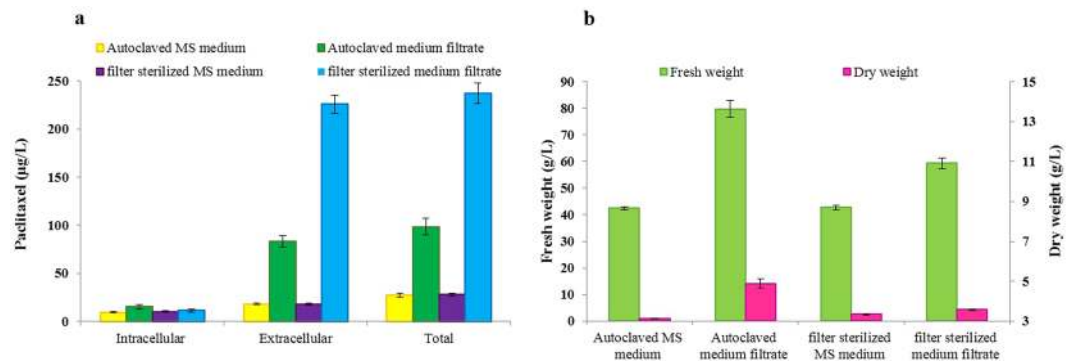 a
Autoclaved MS medium
Autoclaved medium filtrate
filter sterilized MS medium
filter sterilized medium filtrate
Paclitaxel (µg/L)
250
200
150
100
50
0
Intracellular
Extracellular
Total
b
Fresh weight
Dry weight
Fresh weight (g/L)
90
80
70
60
50
40
30
20
10
0
Autoclaved MS
medium
Autoclaved
medium filtrate
filter sterilized
MS medium
filter sterilized
medium filtrate
15
13
11
9
7
5
3
Dry weight (g/L)